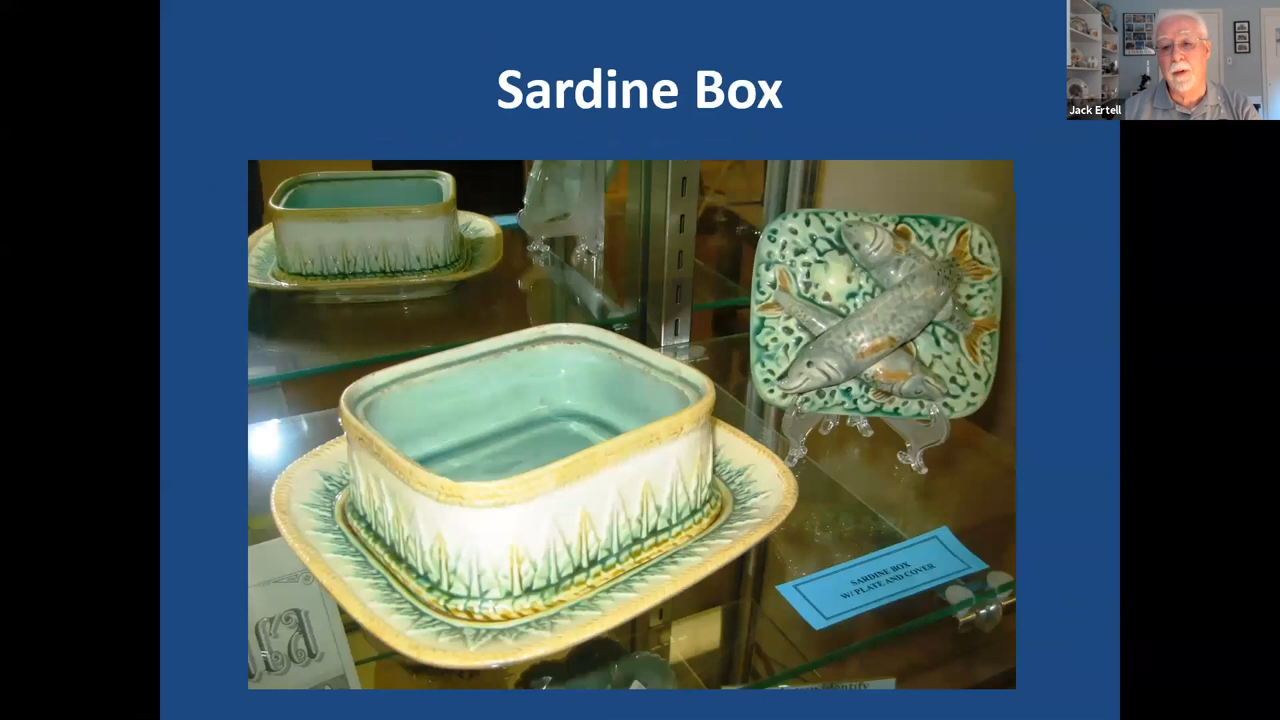 Sardine Box
Jack Ertell
SARDINE BOX
W/ PLATE AND COVER